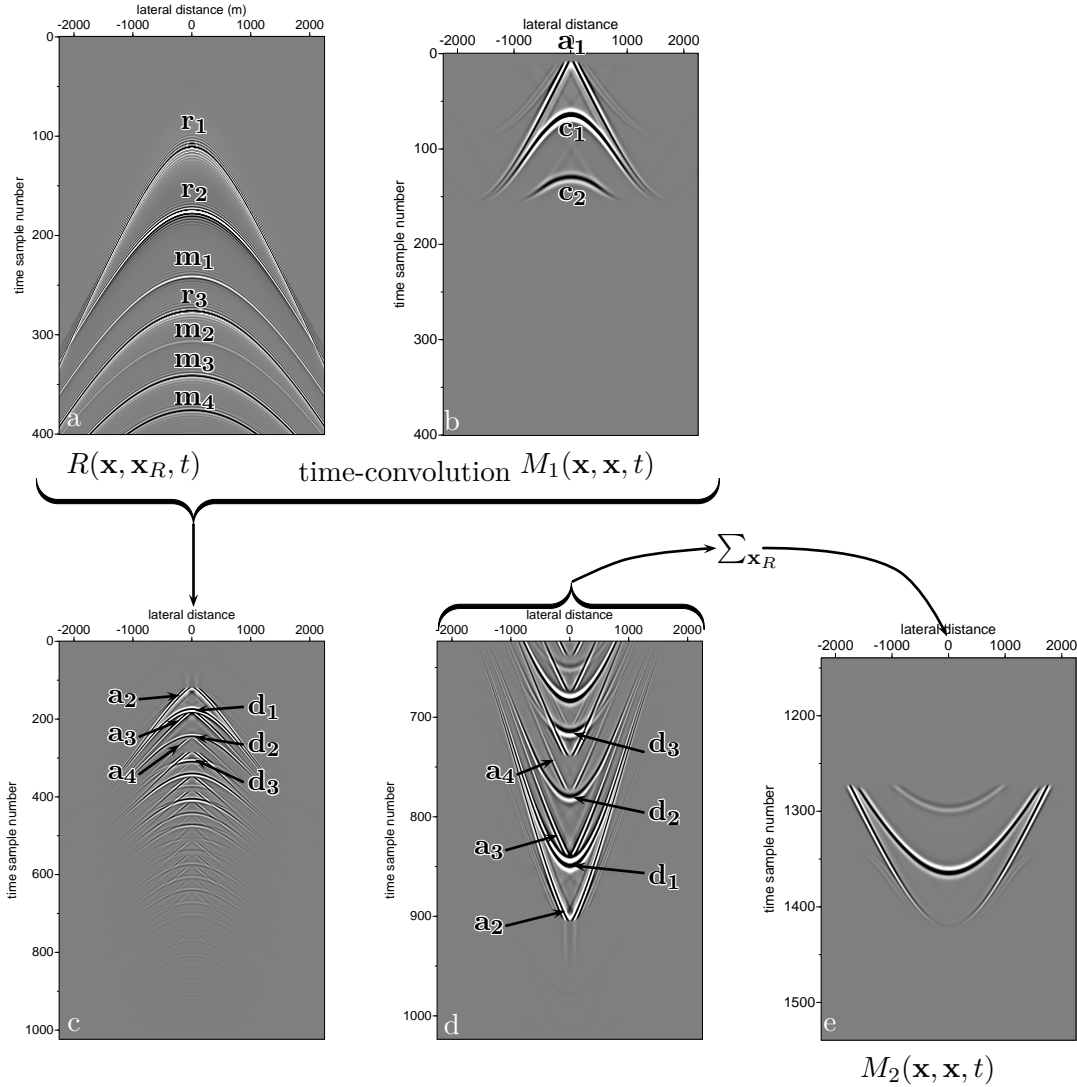 lateral distance (m)
-2000 -1000 0 1000 2000
0
100
200
300
400
time sample number
r1
r2
m1
r3
m2
m3
m4
a
R(x, xR, t)
lateral distance
-2000 -1000 0 1000 2000
0
100
200
300
400
time sample number
a1
c1
c2
b
M1(x, x, t)
time-convolution
∑xR
lateral distance
-2000 -1000 0 1000 2000
0
200
400
600
800
1000
time sample number
a2
a3
a4
d1
d2
d3
c
lateral distance
-2000 -1000 0 1000 2000
700
800
900
1000
time sample number
d3
a4
d2
a3
d1
a2
d
lateral distance
-2000 -1000 0 1000 2000
1200
1300
1400
1500
time sample number
e
M2(x, x, t)